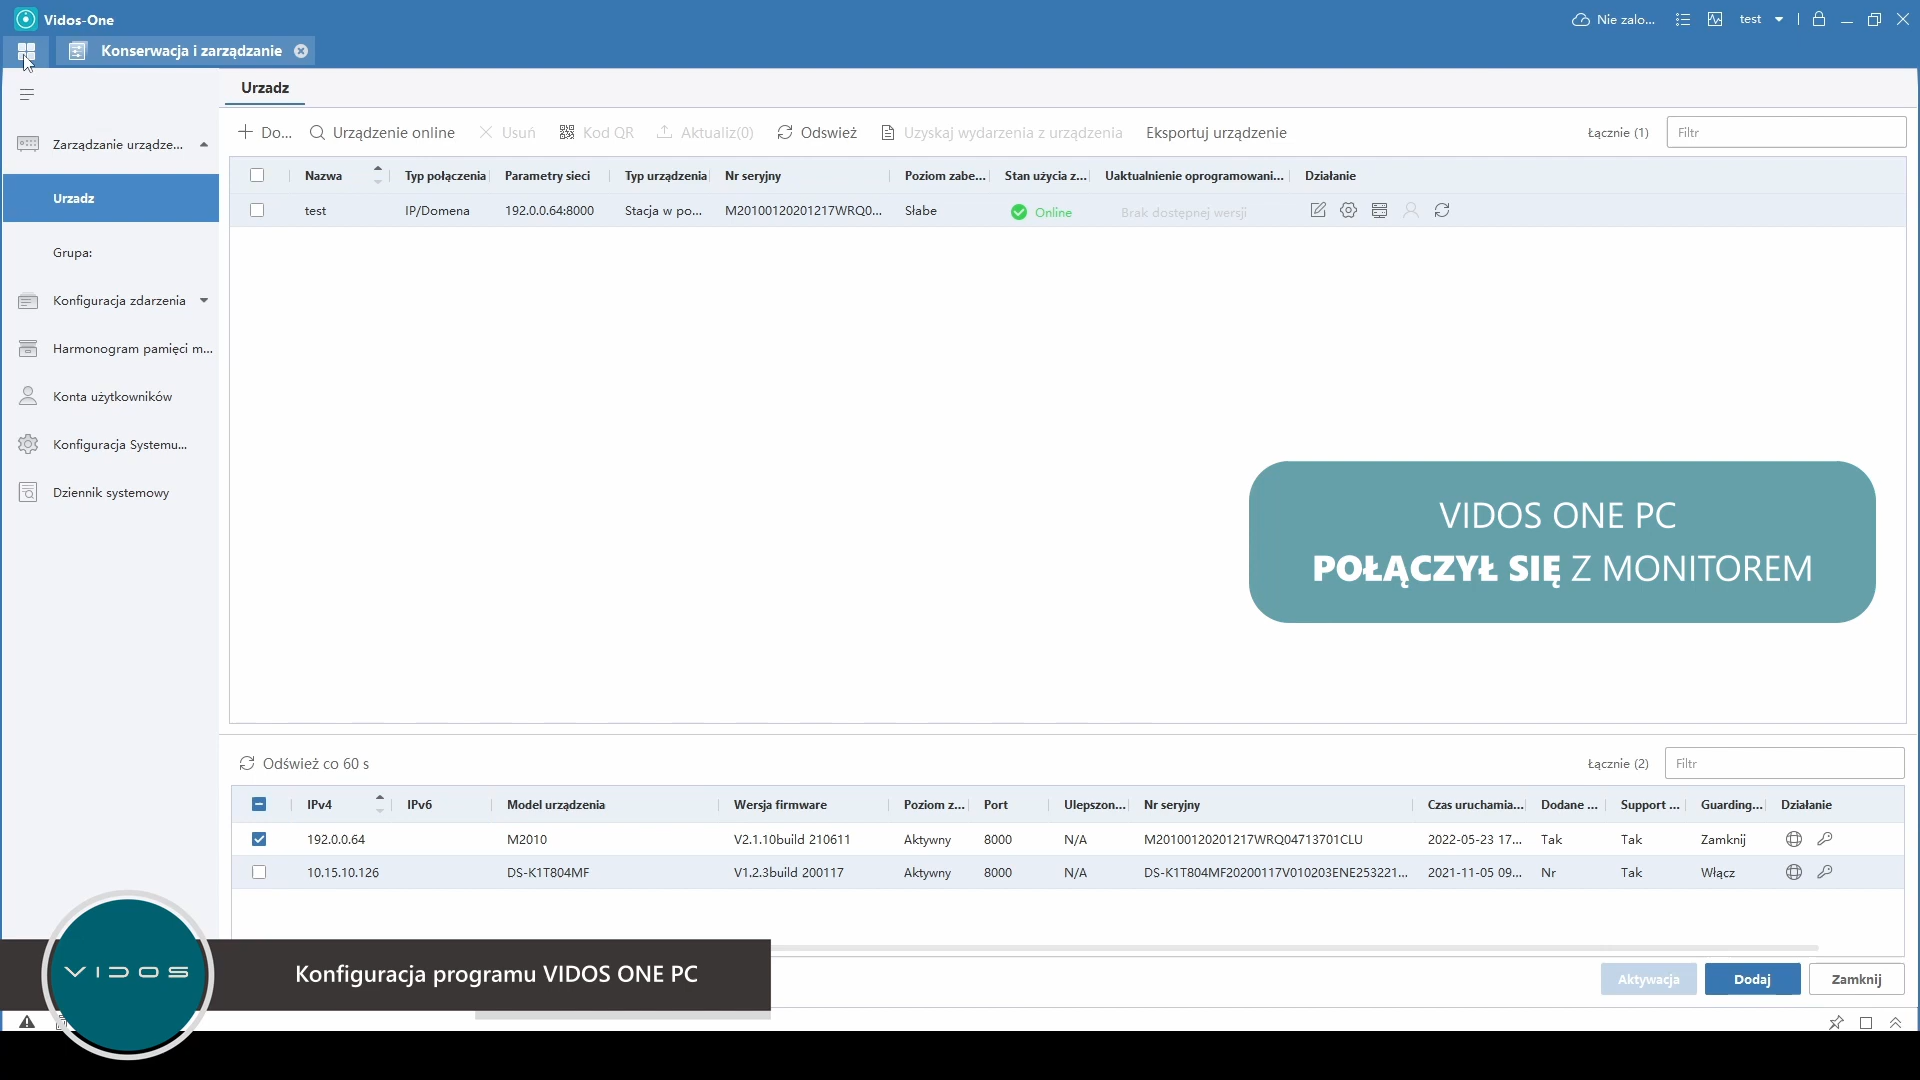 Vidos-One
Nie zalo...
test
Konserwacja i zarządzanie
Zarządzanie urządze...
Urzadz
Grupa:
Konfiguracja zdarzenia
Harmonogram pamięci m...
Konta użytkowników
Konfiguracja Systemu...
Dziennik systemowy
Urzadz
Do...
Urządzenie online
Usuń
Kod QR
Aktualiz(0)
Odswież
Uzyskaj wydarzenia z urządzenia
Eksportuj urządzenie
Łącznie (1)
Filtr
Nazwa Typ połączenia Parametry sieci Typ urządzenia Nr seryjny Poziom zabe... Stan użycia z... Uaktualnienie oprogramowani... Działanie
test IP/Domena 192.0.0.64:8000 Stacja w po... M20100120201217WRQ0... Słabe Online Brak dostępnej wersji
VIDOS ONE PC
POŁĄCZYŁ SIĘ Z MONITOREM
Odśwież co 60 s
Łącznie (2)
Filtr
IPv4 IPv6 Model urządzenia Wersja firmware Poziom z... Port Ulepszon... Nr seryjny Czas uruchamia... Dodane ... Support ... Guarding... Działanie
192.0.0.64 M2010 V2.1.10build 210611 Aktywny 8000 N/A M20100120201217WRQ04713701CLU 2022-05-23 17... Tak Tak Zamknij
10.15.10.126 DS-K1T804MF V1.2.3build 200117 Aktywny 8000 N/A DS-K1T804MF20200117V010203ENE253221... 2021-11-05 09... Nr Tak Włącz
VIDOS
Konfiguracja programu VIDOS ONE PC
Aktywacja
Dodaj
Zamknij